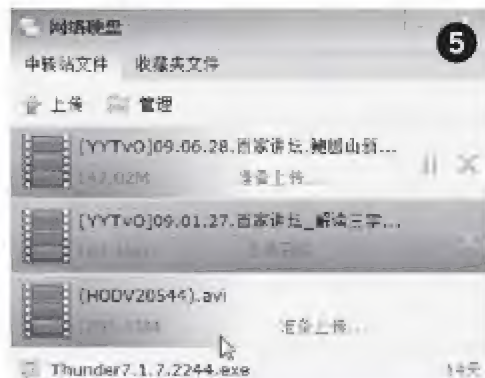 网络硬盘
5
中转站文件 收藏夹文件
上传 管理
[YYTvO]09.06.28.百家讲坛.鲍鹏山新...
147.02M 准备上传...
[YYTvO]09.01.27.百家讲坛_解读三字...
(HODV20544).avi
准备上传...
Thunder7.1.7.2244.exe 14天